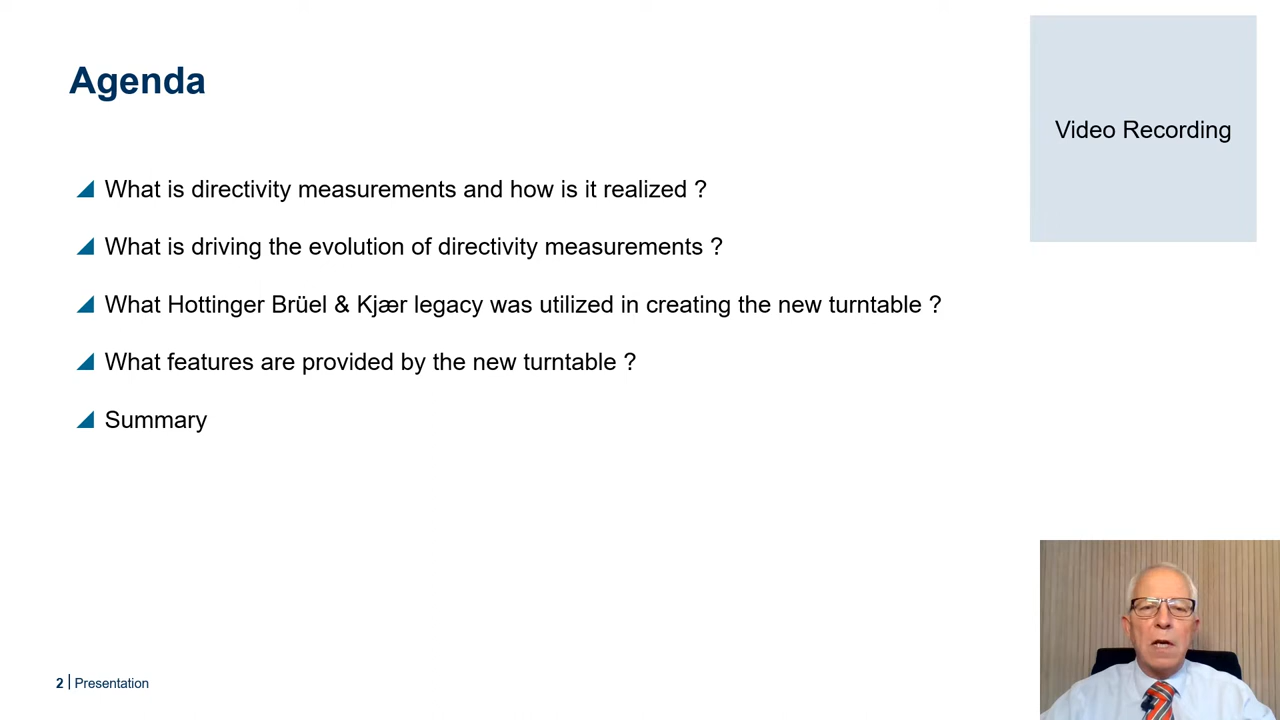 Agenda
Video Recording
What is directivity measurements and how is it realized ?
What is driving the evolution of directivity measurements ?
What Hottinger Brüel & Kjær legacy was utilized in creating the new turntable ?
What features are provided by the new turntable ?
Summary
2 | Presentation